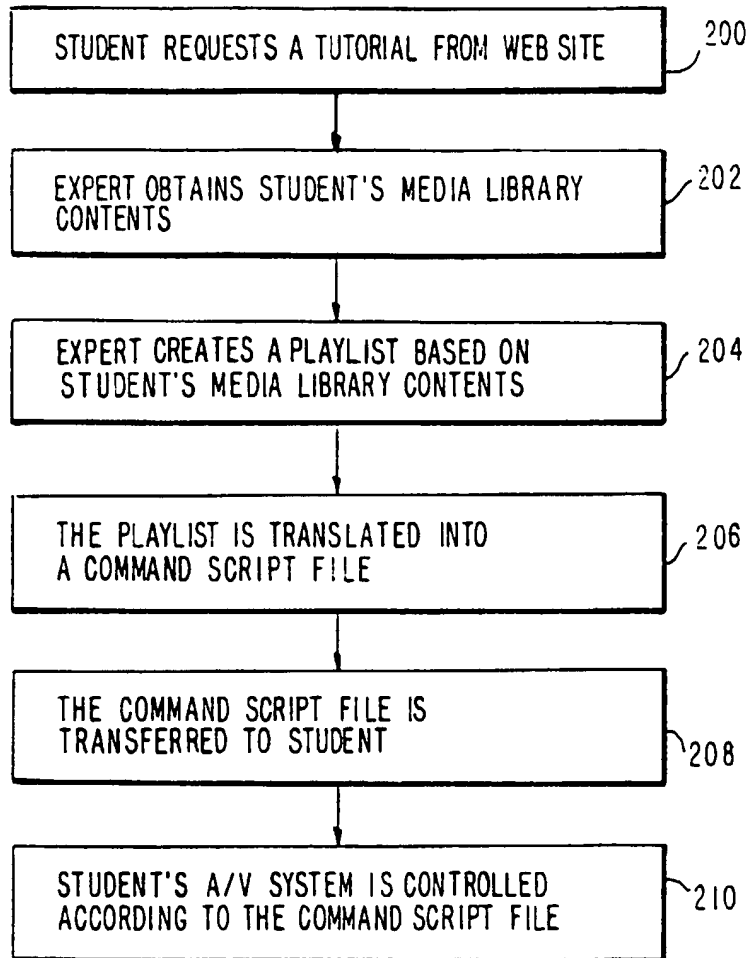 STUDENT REQUESTS A TUTORIAL FROM WEB SITE
200
EXPERT OBTAINS STUDENT'S MEDIA LIBRARY
CONTENTS
202
EXPERT CREATES A PLAYLIST BASED ON
STUDENT'S MEDIA LIBRARY CONTENTS
204
THE PLAYLIST IS TRANSLATED INTO
A COMMAND SCRIPT FILE
206
THE COMMAND SCRIPT FILE IS
TRANSFERRED TO STUDENT
208
STUDENT'S A/V SYSTEM IS CONTROLLED
ACCORDING TO THE COMMAND SCRIPT FILE
210